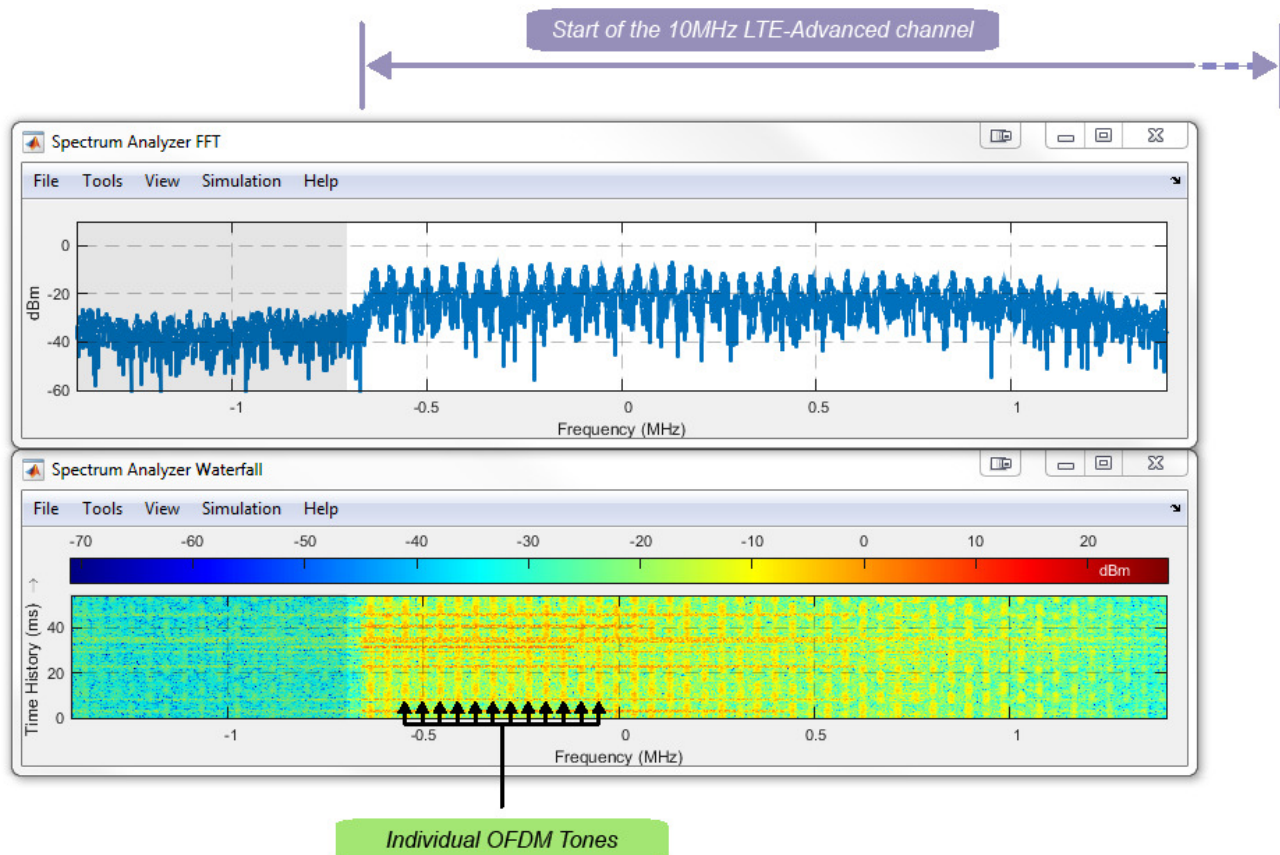 Start of the 10MHz LTE-Advanced channel
Spectrum Analyzer FFT
File Tools View Simulation Help
0
-20
-40
-60
dBm
-1 -0.5 0 0.5 1
Frequency (MHz)
Spectrum Analyzer Waterfall
File Tools View Simulation Help
-70 -60 -50 -40 -30 -20 -10 0 10 20
dBm
Time History (ms) →
40
20
0
-1 -0.5 0 0.5 1
Frequency (MHz)
Individual OFDM Tones